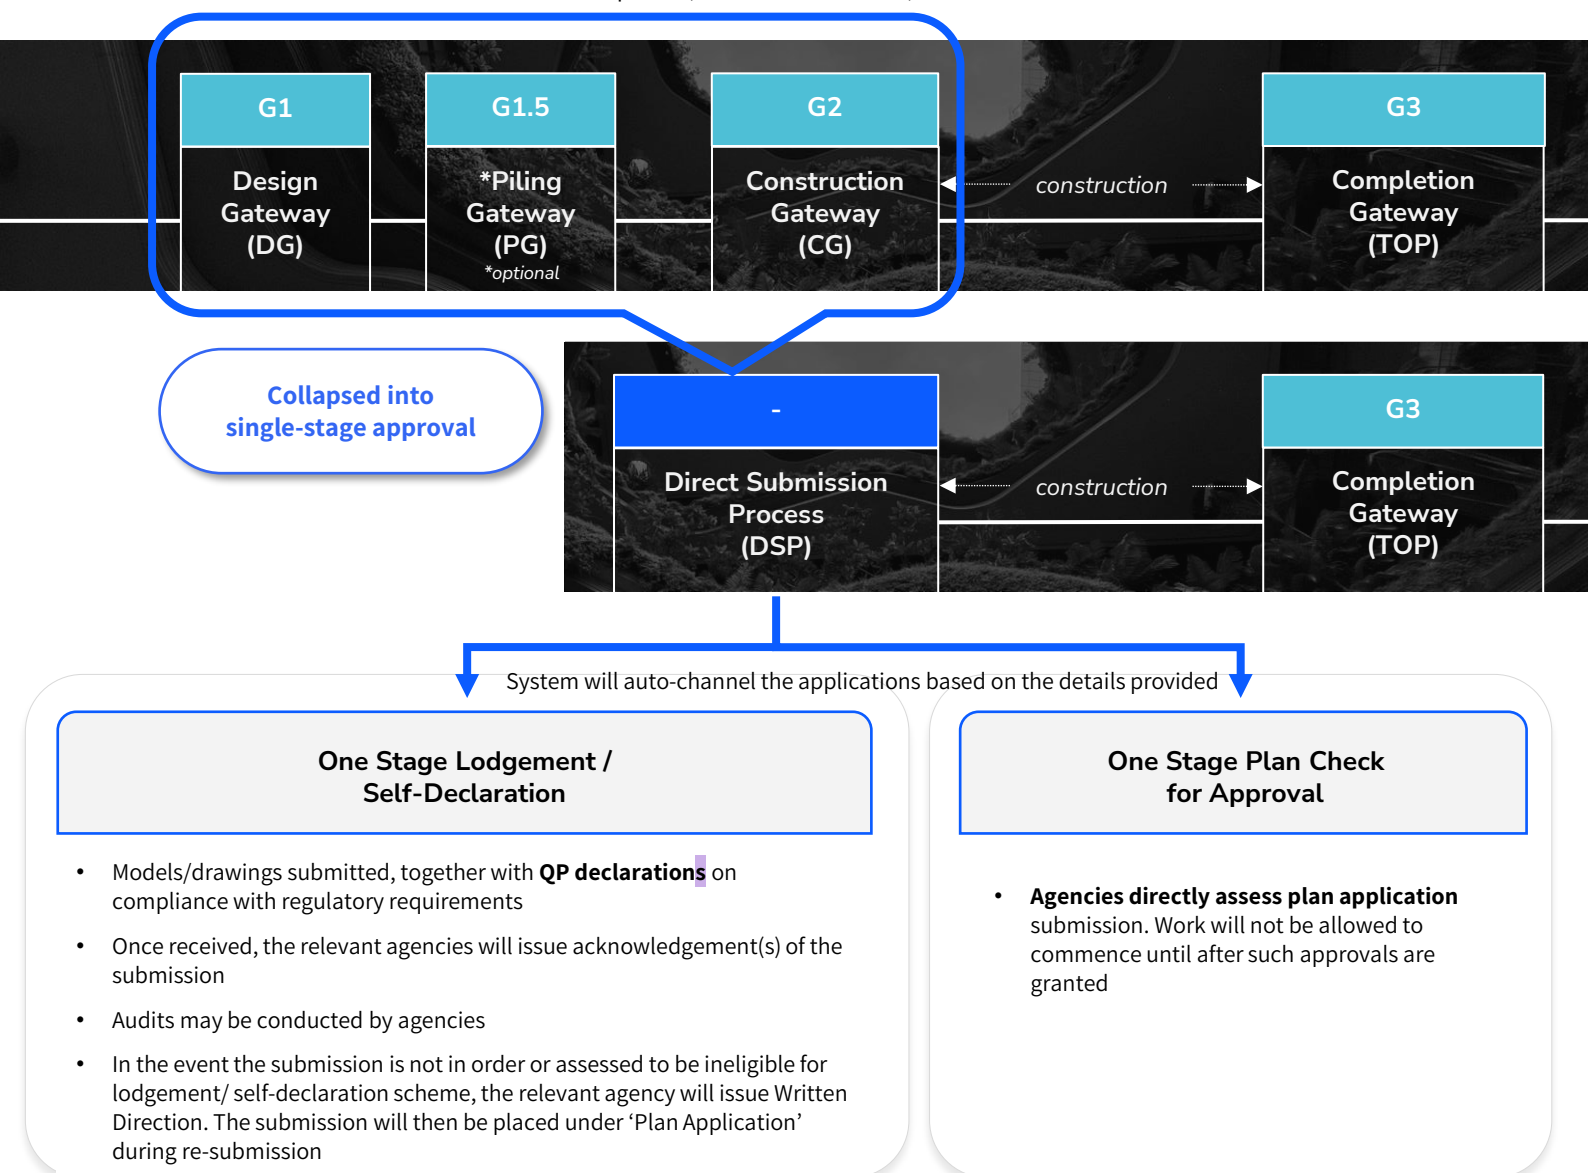 G1
Design
Gateway
(DG)
G1.5
*Piling
Gateway
(PG)
*optional
G2
Construction
Gateway
(CG)
construction
G3
Completion
Gateway
(TOP)
Collapsed into
single-stage approval
-
Direct Submission
Process
(DSP)
construction
G3
Completion
Gateway
(TOP)
System will auto-channel the applications based on the details provided
One Stage Lodgement /
Self-Declaration
• Models/drawings submitted, together with QP declarations on
compliance with regulatory requirements
• Once received, the relevant agencies will issue acknowledgement(s) of the
submission
• Audits may be conducted by agencies
• In the event the submission is not in order or assessed to be ineligible for
lodgement/ self-declaration scheme, the relevant agency will issue Written
Direction. The submission will then be placed under ‘Plan Application’
during re-submission
One Stage Plan Check
for Approval
• Agencies directly assess plan application
submission. Work will not be allowed to
commence until after such approvals are
granted